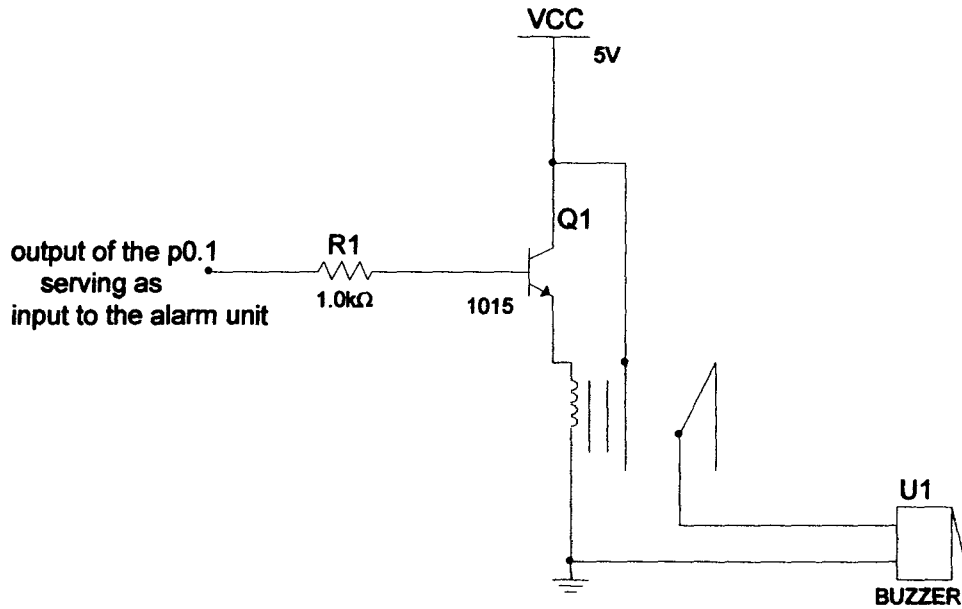 VCC
5V
Q1
output of the p0.1
serving as
input to the alarm unit
R1
1.0kΩ
1015
U1
BUZZER